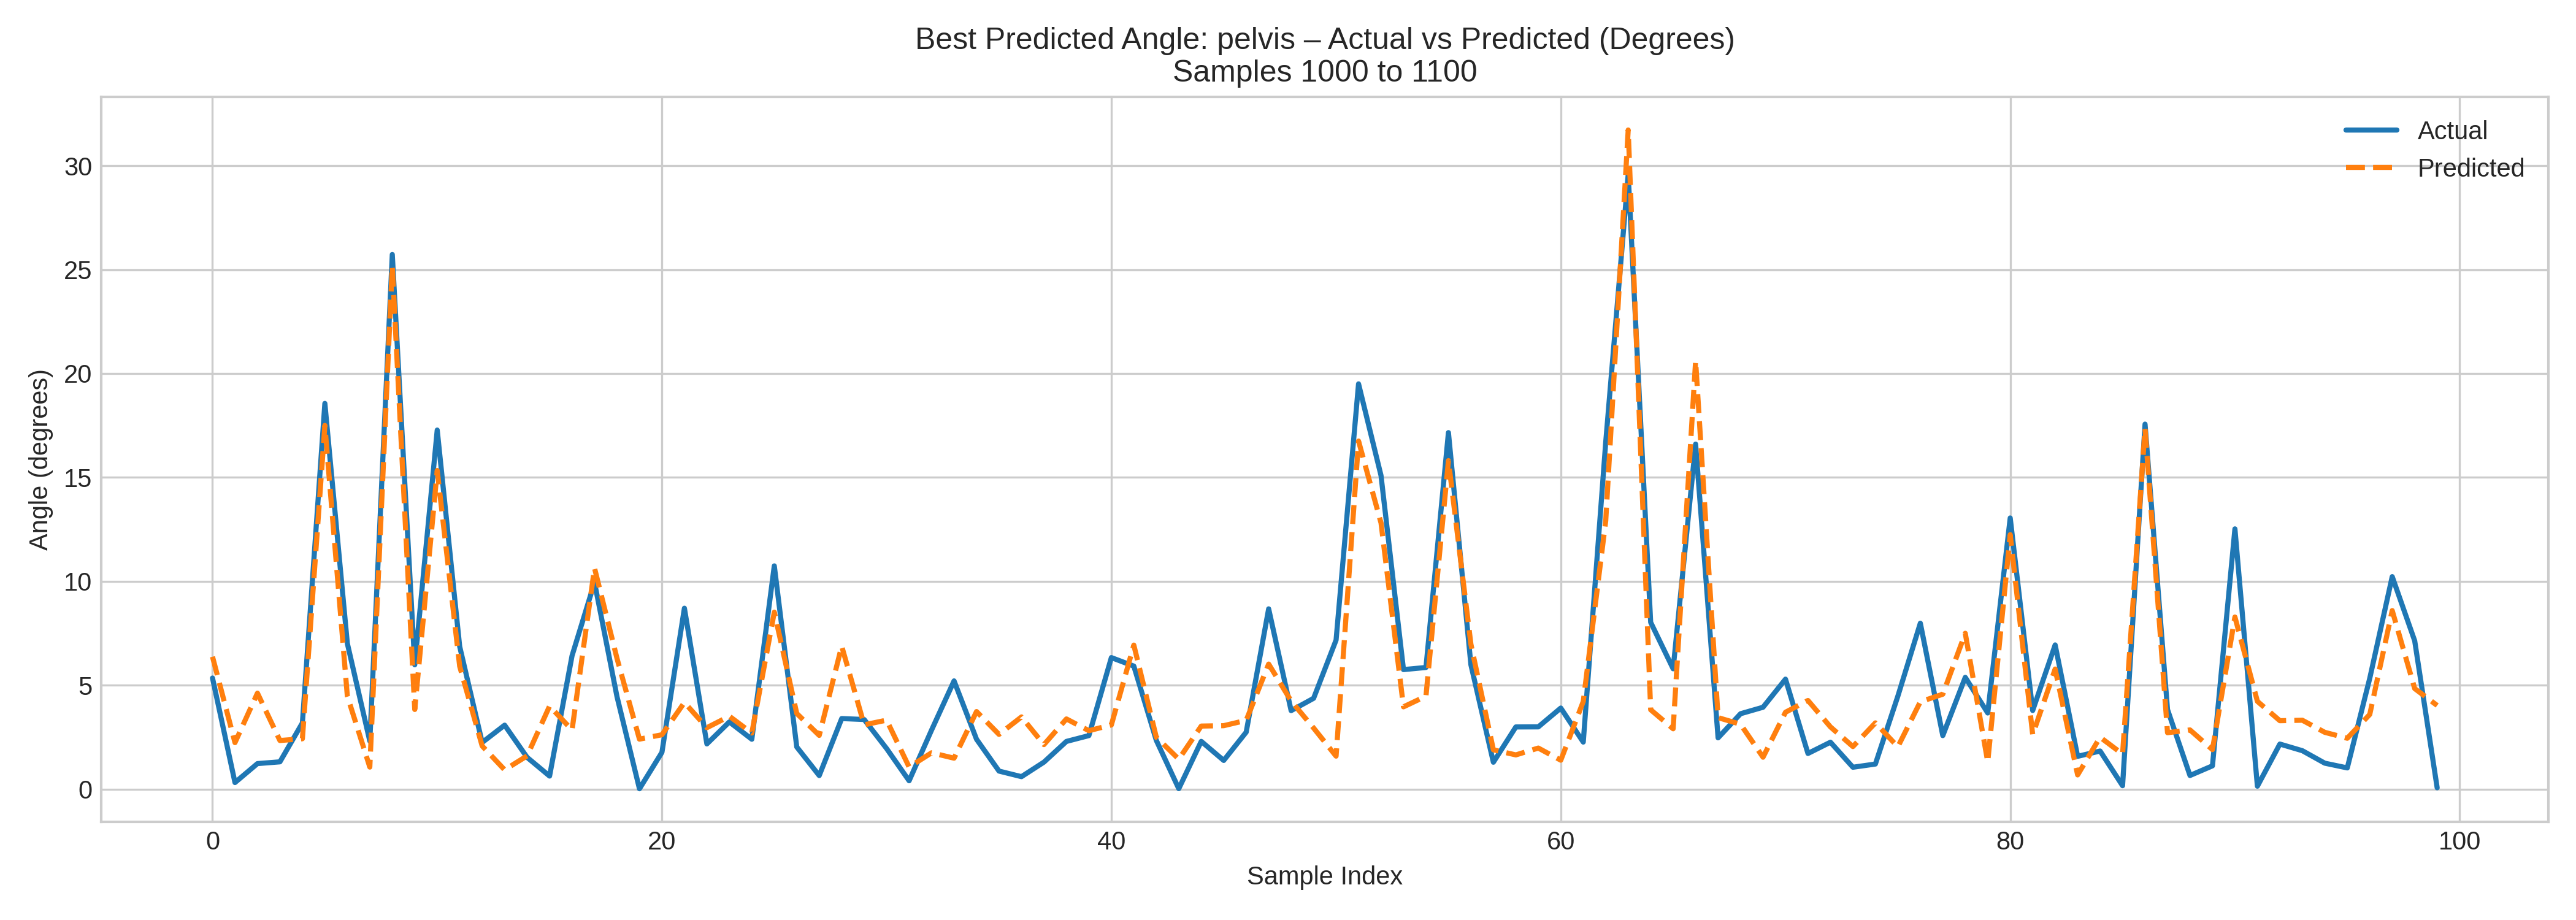 Best Predicted Angle: pelvis – Actual vs Predicted (Degrees)
Samples 1000 to 1100
Actual
Predicted
Angle (degrees)
30
25
20
15
10
5
0
0 20 40 60 80 100
Sample Index